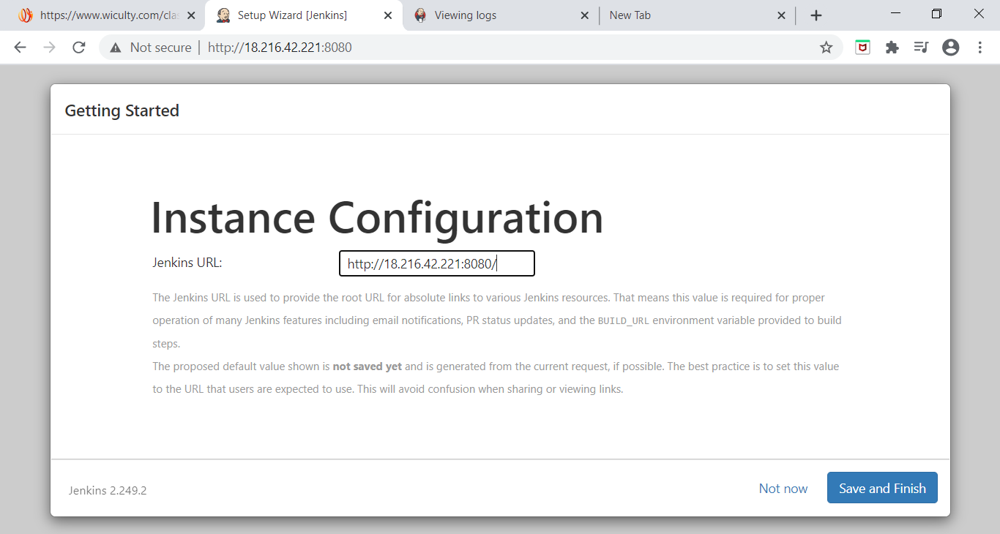 https://www.wiculty.com/cla
Setup Wizard [Jenkins]
Viewing logs
New Tab
Not secure
http://18.216.42.221:8080
Getting Started
Instance Configuration
Jenkins URL:
http://18.216.42.221:8080/
The Jenkins URL is used to provide the root URL for absolute links to various Jenkins resources. That means this value is required for proper
operation of many Jenkins features including email notifications, PR status updates, and the BUILD_URL environment variable provided to build
steps.
The proposed default value shown is not saved yet and is generated from the current request, if possible. The best practice is to set this value
to the URL that users are expected to use. This will avoid confusion when sharing or viewing links.
Jenkins 2.249.2
Not now
Save and Finish